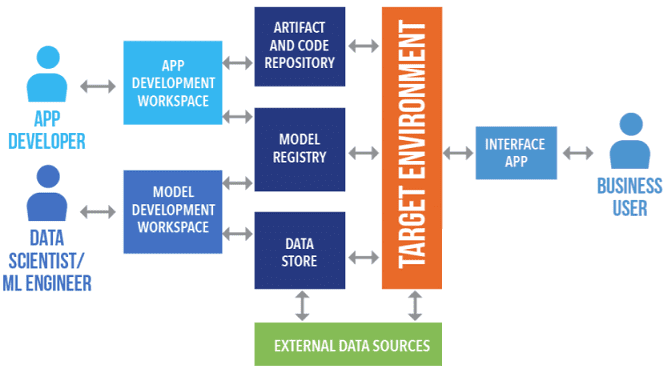 APP
DEVELOPER
DATA
SCIENTIST/
ML ENGINEER
APP
DEVELOPMENT
WORKSPACE
MODEL
DEVELOPMENT
WORKSPACE
ARTIFACT
AND CODE
REPOSITORY
MODEL
REGISTRY
DATA
STORE
TARGET ENVIRONMENT
EXTERNAL DATA SOURCES
INTERFACE
APP
BUSINESS
USER